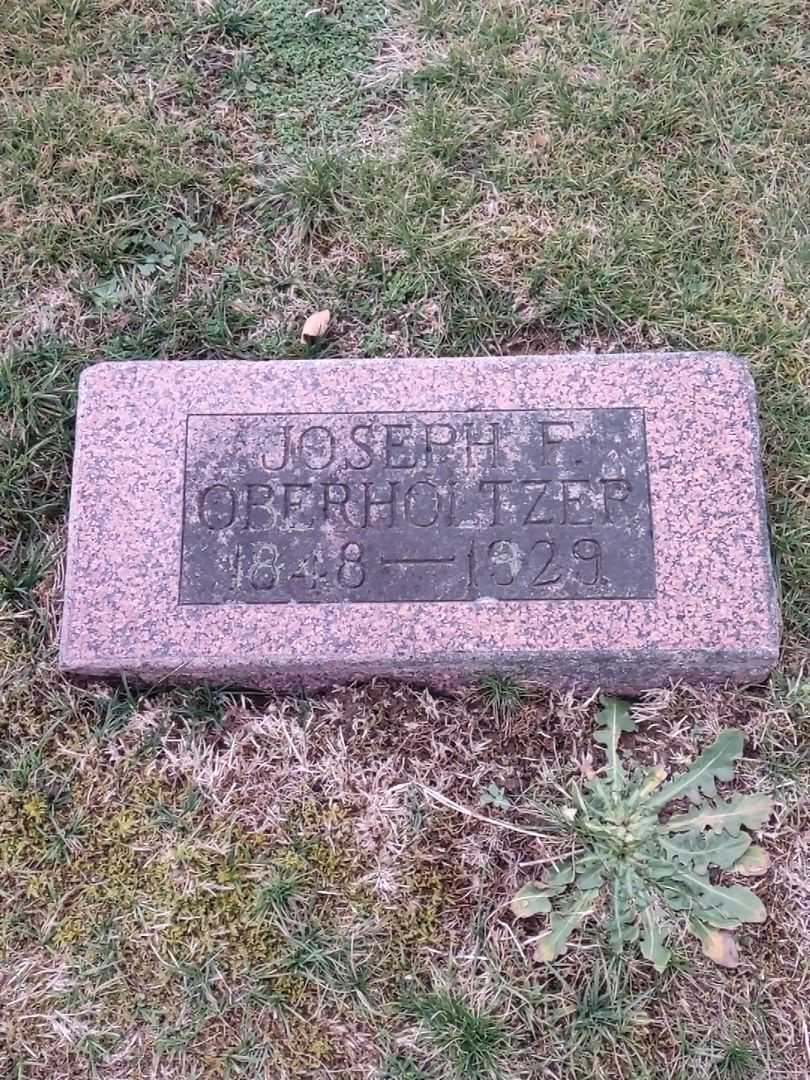 JOSEPH F.
OBERHOLTZER
1848—1929